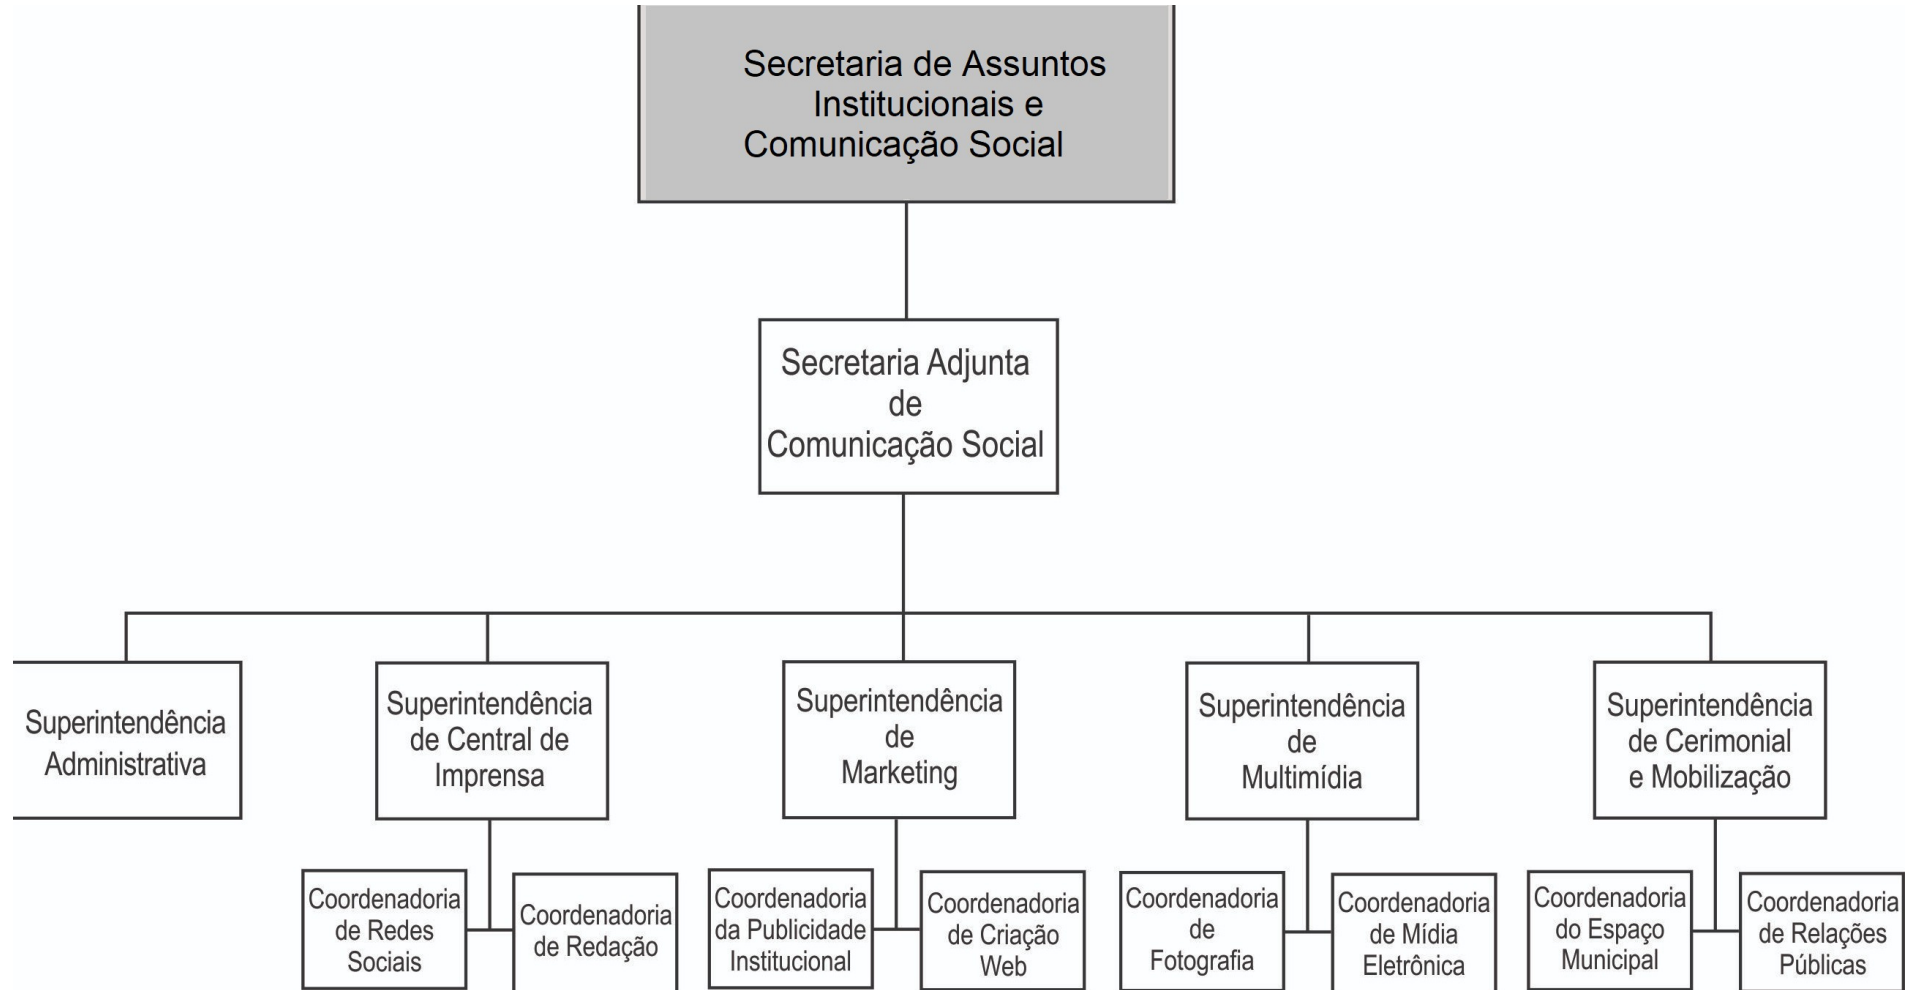 Secretaria de Assuntos
Institucionais e
Comunicação Social
Secretaria Adjunta
de
Comunicação Social
Superintendência
Administrativa
Superintendência
de Central de
Imprensa
Superintendência
de
Marketing
Superintendência
de
Multimídia
Superintendência
de Cerimonial
e Mobilização
Coordenadoria
de Redes
Sociais
Coordenadoria
de Redação
Coordenadoria
da Publicidade
Institucional
Coordenadoria
de Criação
Web
Coordenadoria
de
Fotografia
Coordenadoria
de Mídia
Eletrônica
Coordenadoria
do Espaço
Municipal
Coordenadoria
de Relações
Públicas